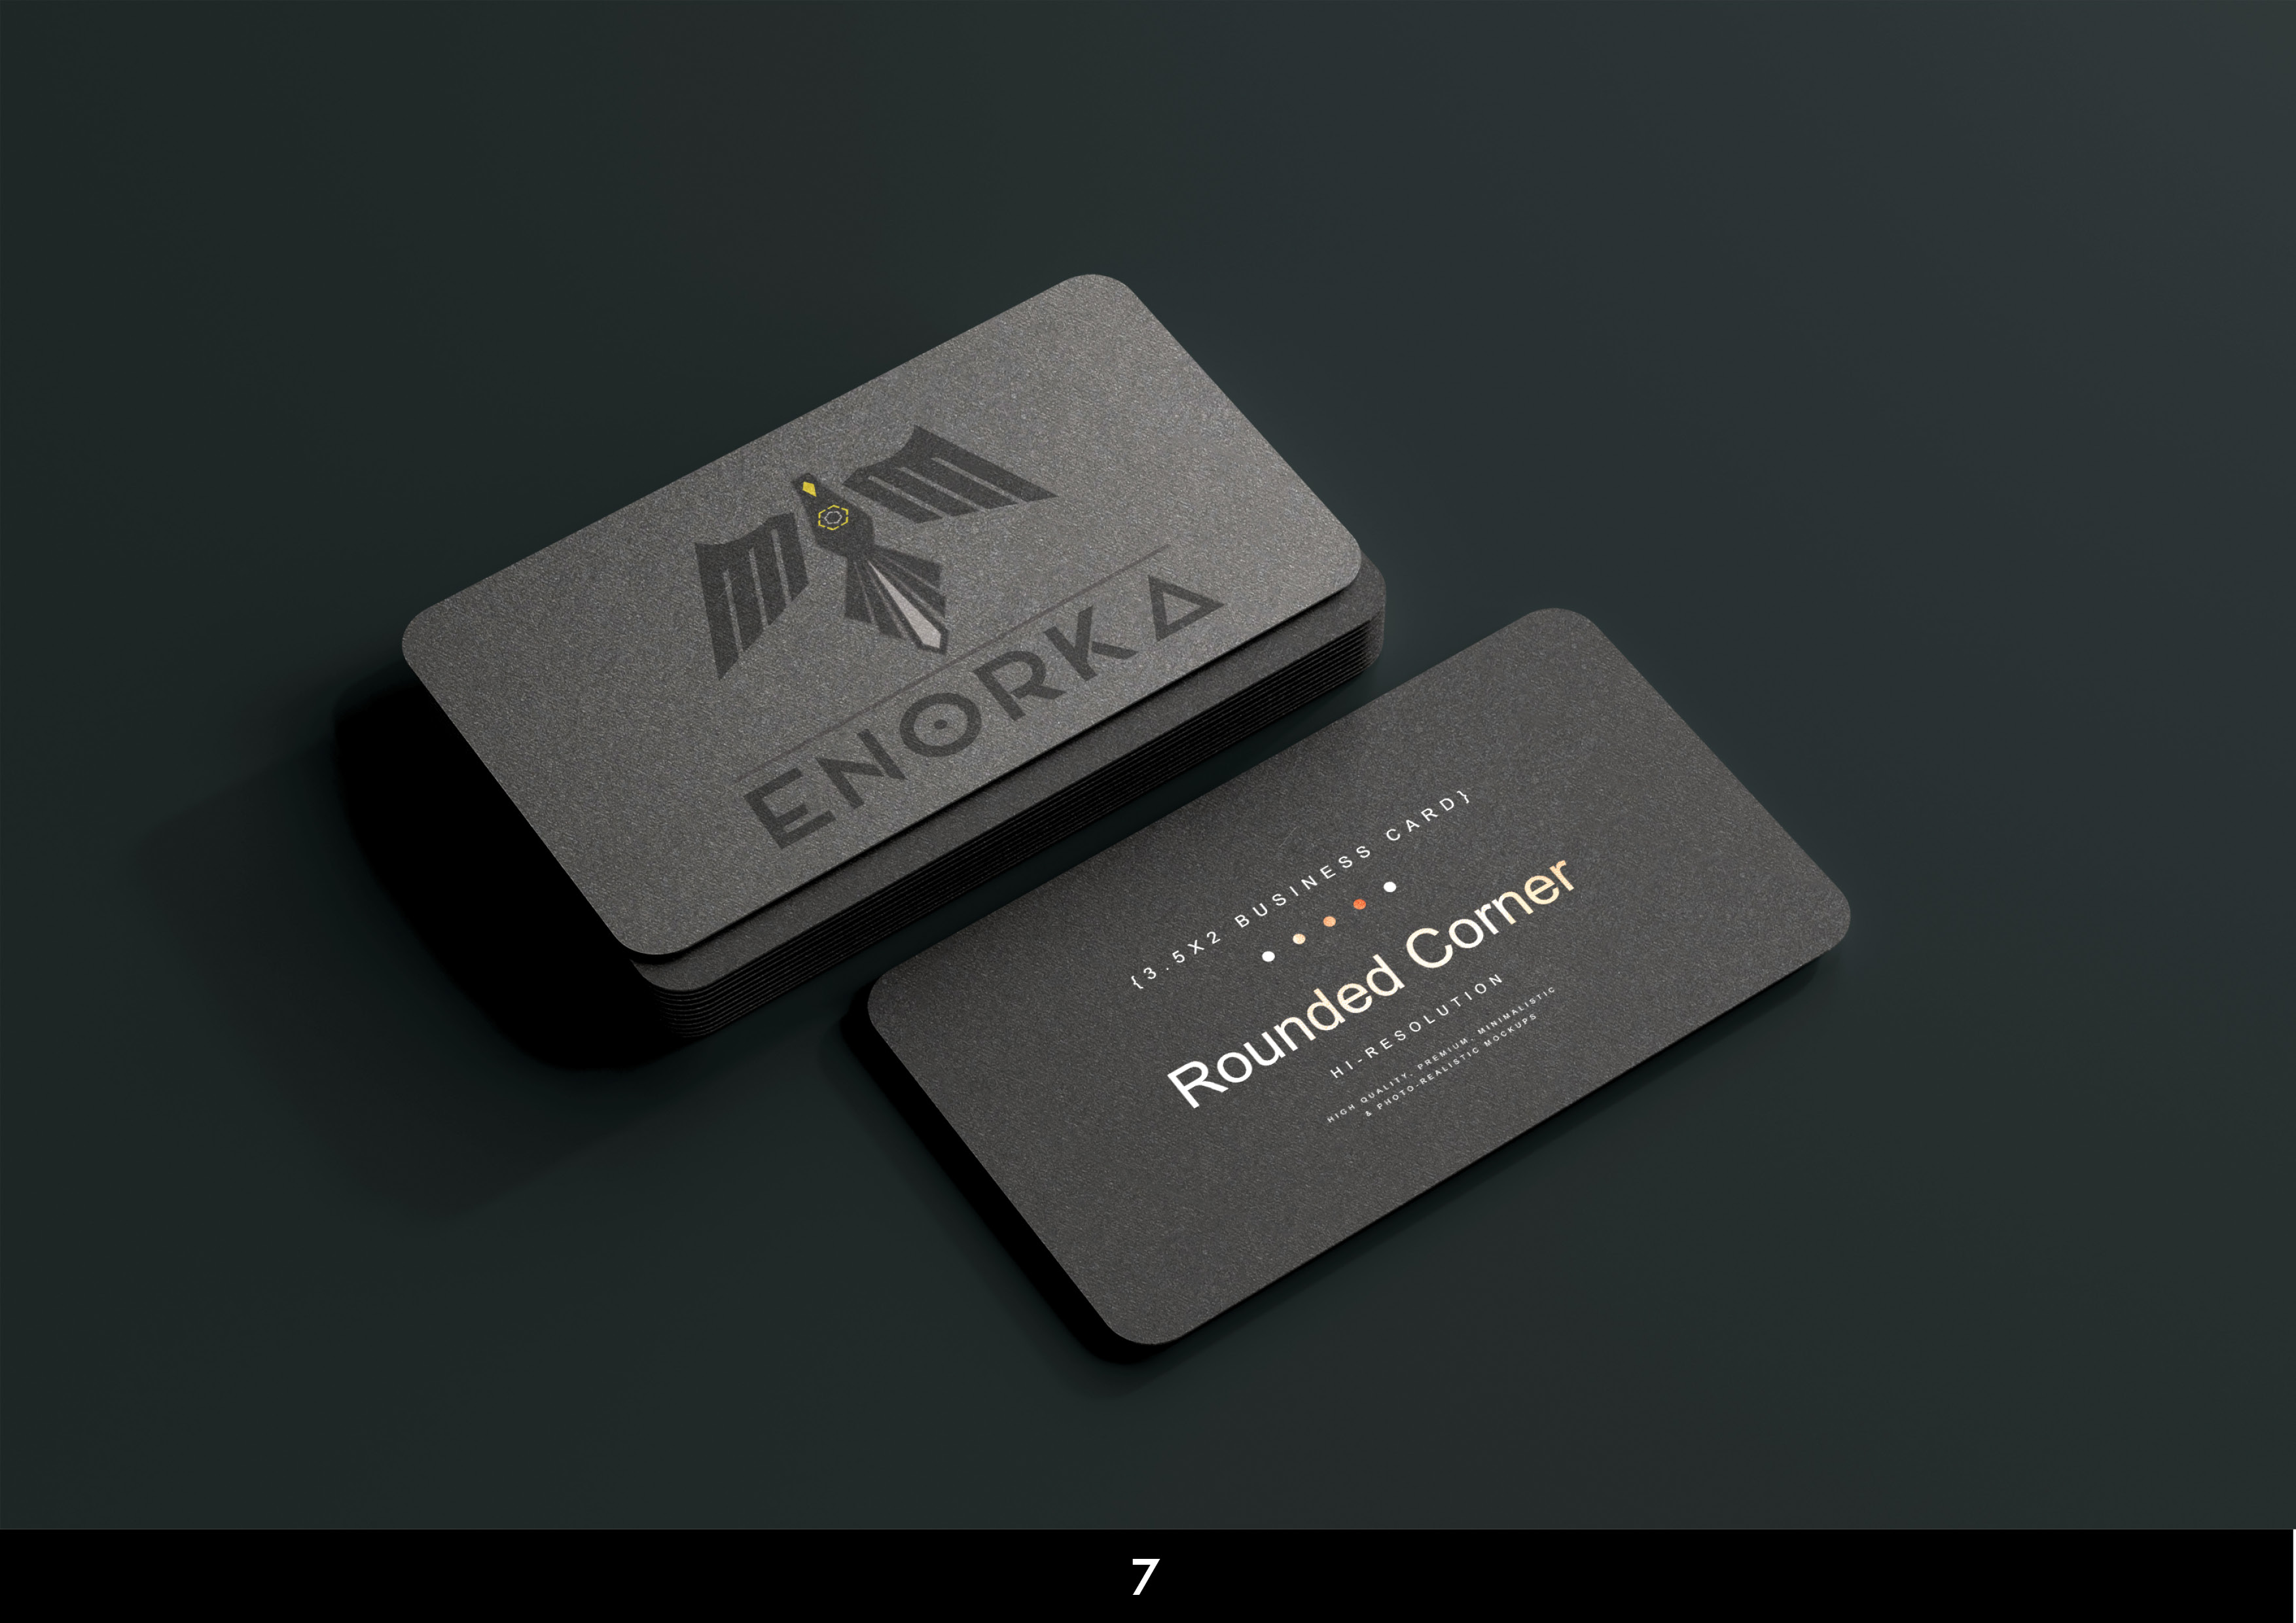 ENORKA
{3.5X2 BUSINESS CARD}
Rounded Corner
HI-RESOLUTION
HIGH QUALITY, PREMIUM, MINIMALISTIC
& PHOTO-REALISTIC MOCKUPS
7